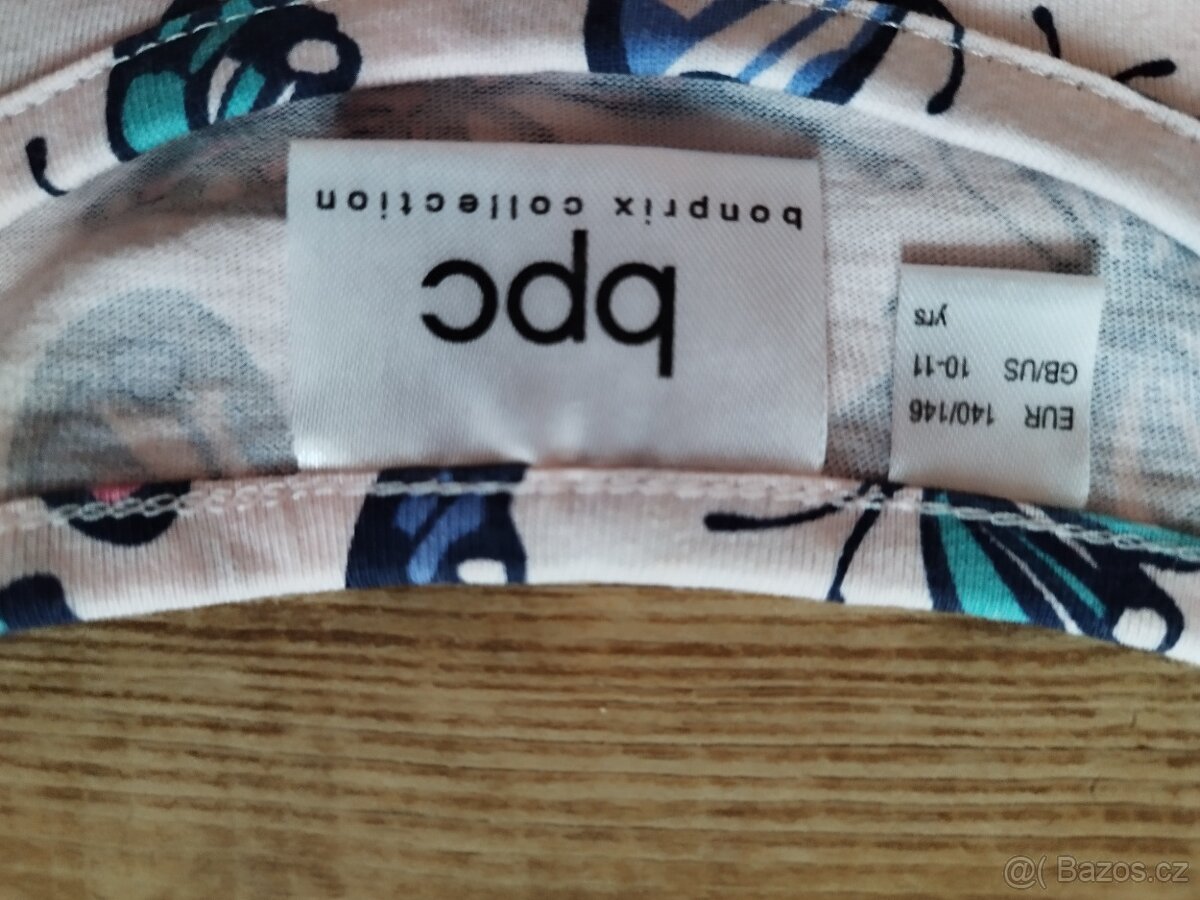 bpc
bonprix collection
EUR 140/146
GB/US 10-11
yrs
@( Bazos.cz